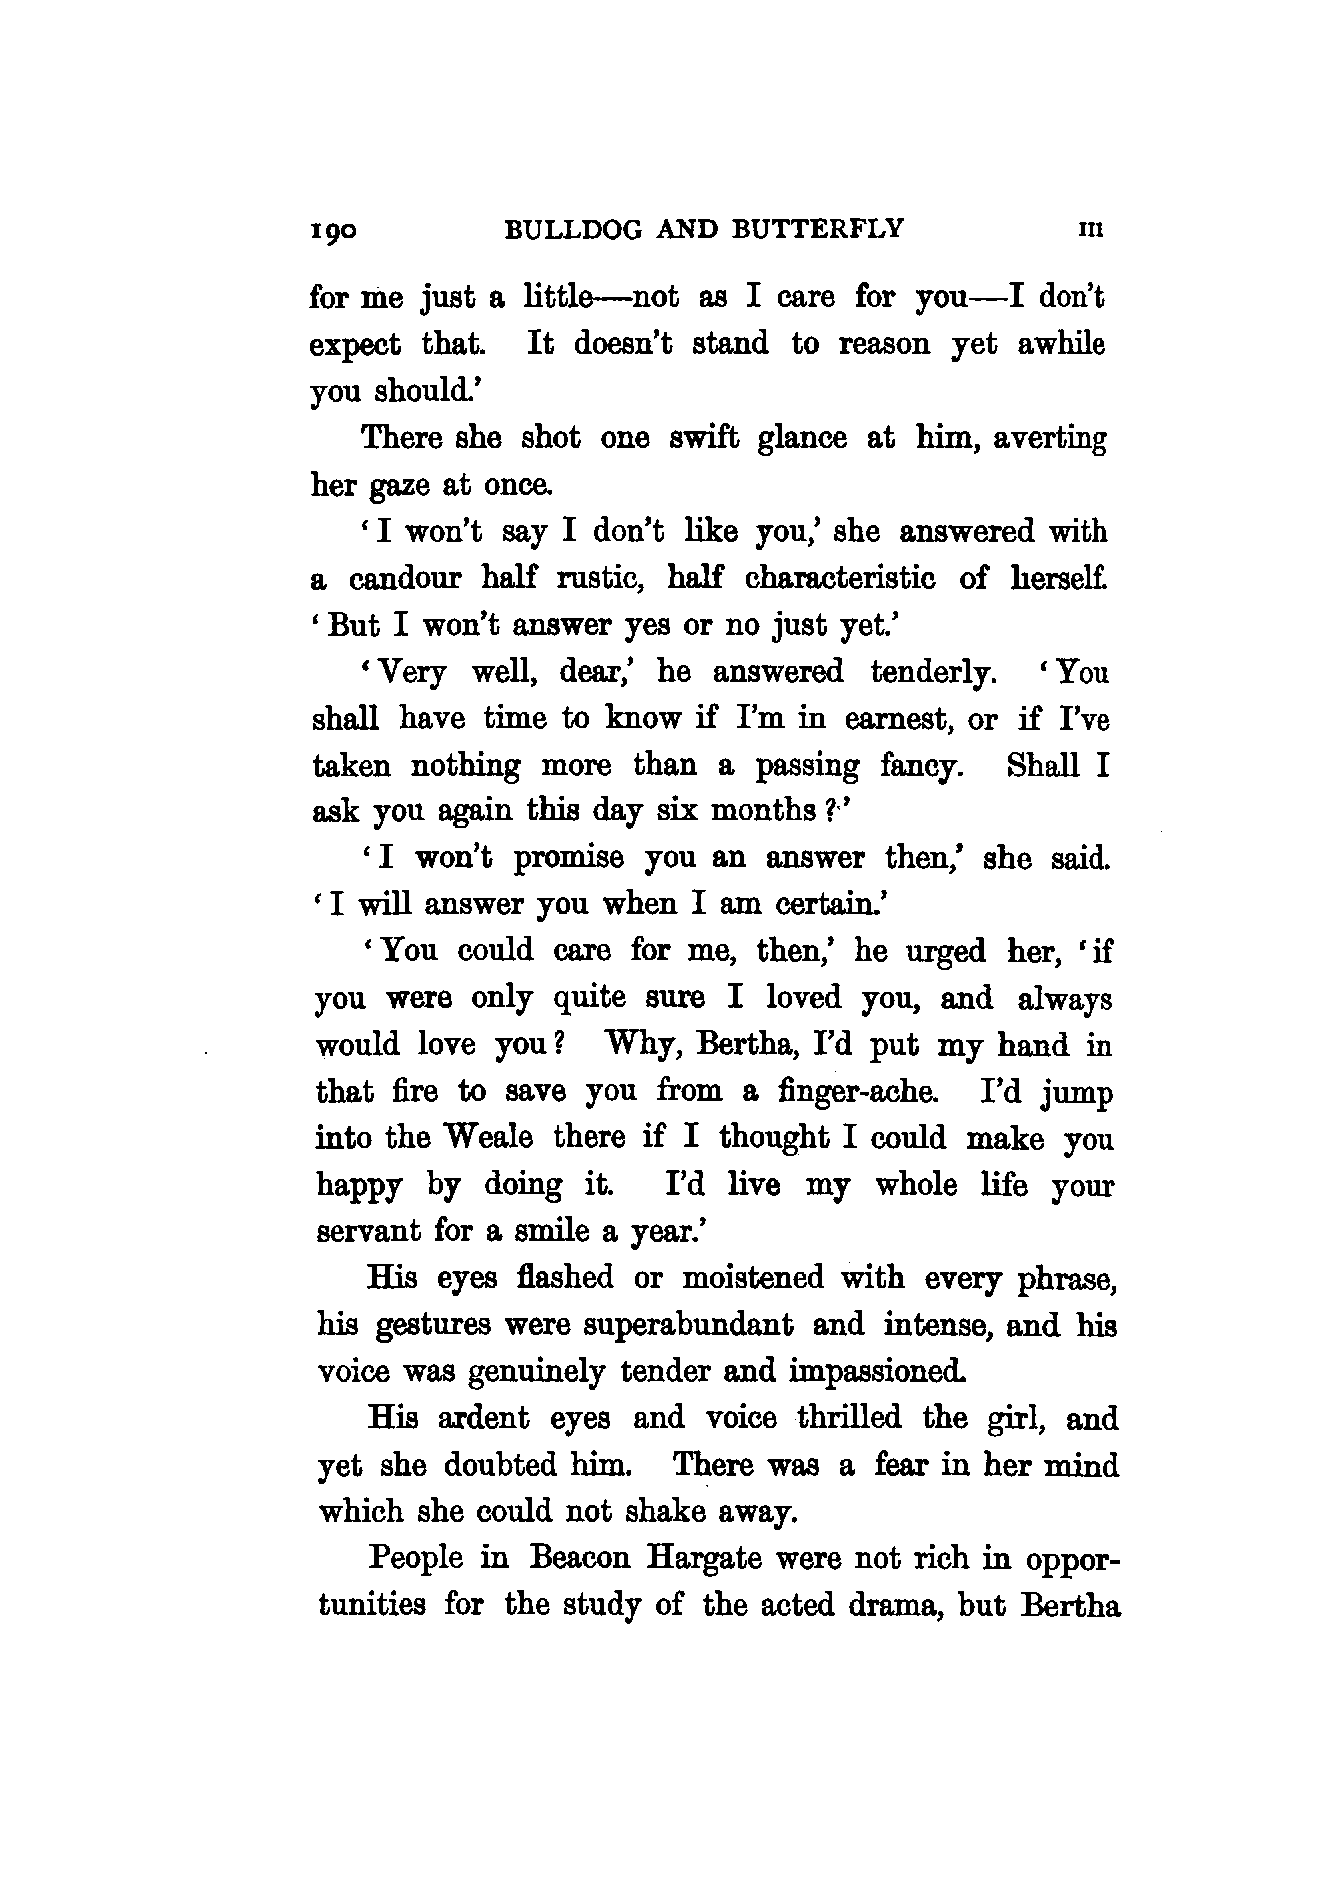 190 BULLDOG AND BUTTERFLY III
for me just a little—not as I care for you—I don't
expect that. It doesn't stand to reason yet awhile
you should.'
There she shot one swift glance at him, averting
her gaze at once.
'I won't say I don't like you,' she answered with
a candour half rustic, half characteristic of herself.
'But I won't answer yes or no just yet.'
'Very well, dear,' he answered tenderly. 'You
shall have time to know if I'm in earnest, or if I've
taken nothing more than a passing fancy. Shall I
ask you again this day six months?'
'I won't promise you an answer then,' she said.
'I will answer you when I am certain.'
'You could care for me, then,' he urged her, 'if
you were only quite sure I loved you, and always
would love you? Why, Bertha, I'd put my hand in
that fire to save you from a finger-ache. I'd jump
into the Weale there if I thought I could make you
happy by doing it. I'd live my whole life your
servant for a smile a year.'
His eyes flashed or moistened with every phrase,
his gestures were superabundant and intense, and his
voice was genuinely tender and impassioned.
His ardent eyes and voice thrilled the girl, and
yet she doubted him. There was a fear in her mind
which she could not shake away.
People in Beacon Hargate were not rich in oppor-
tunities for the study of the acted drama, but Bertha